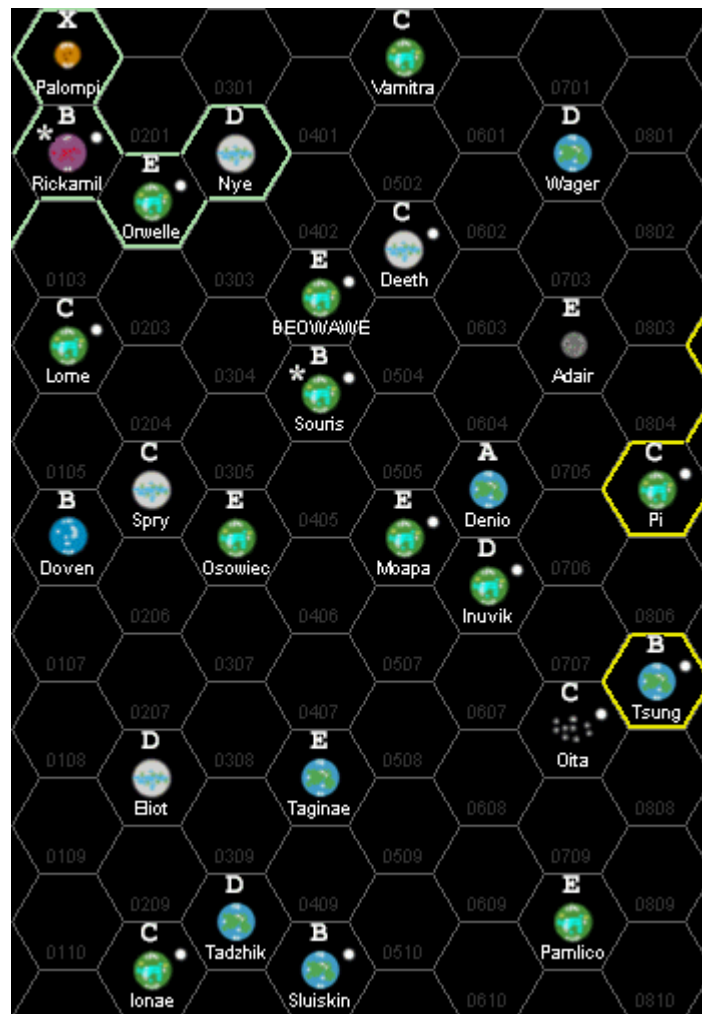 X C
Palompi 0301 Vamitra 0701
B D D
* 0201 0401 0601 0801
E
Rickamil Nye 0502 Wager
C
Orwelle 0402 0602 0802
E
0103 0303 Deeth 0703
C E
0203 BEOWAWE 0603 0803
B
Lorne 0304 * 0504 Adair
0204 Souris 0604 0804
C A C
0105 0305 0505 0705
B E E
Spry 0405 Denio Pi
D
Doven Osowiec Moapa 0706
0206 0406 Inuvik 0806
B
0107 0307 0507 0707
C
0207 0407 0607 Tsung
D E
0108 0308 0508 Oita
Eliot Taginae 0608 0808
0109 0309 0509 0709
D E
0209 0409 0609 0809
C B
0110 Tadzhik 0510 Pamlico
Ionae Sluiskin 0610 0810